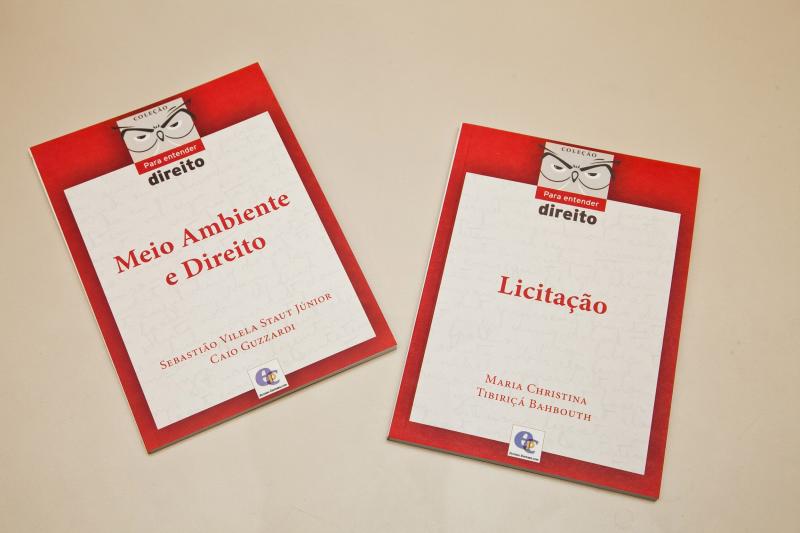 COLEÇÃO
Para entender
direito
Meio Ambiente
e Direito
Sebastião Vilela Staut Júnior
Caio Guzzardi
COLEÇÃO
Para entender
direito
Licitação
Maria Christina
Tibiriçá Bahbouth